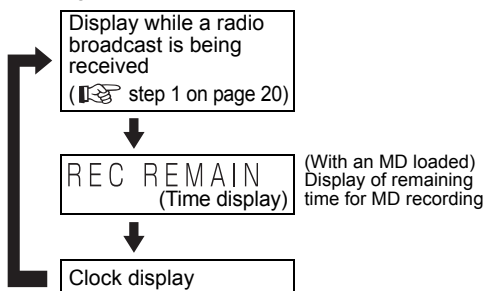 Display while a radio
broadcast is being
received
(☞ step 1 on page 20)
REC REMAIN
(Time display)
(With an MD loaded)
Display of remaining
time for MD recording
Clock display